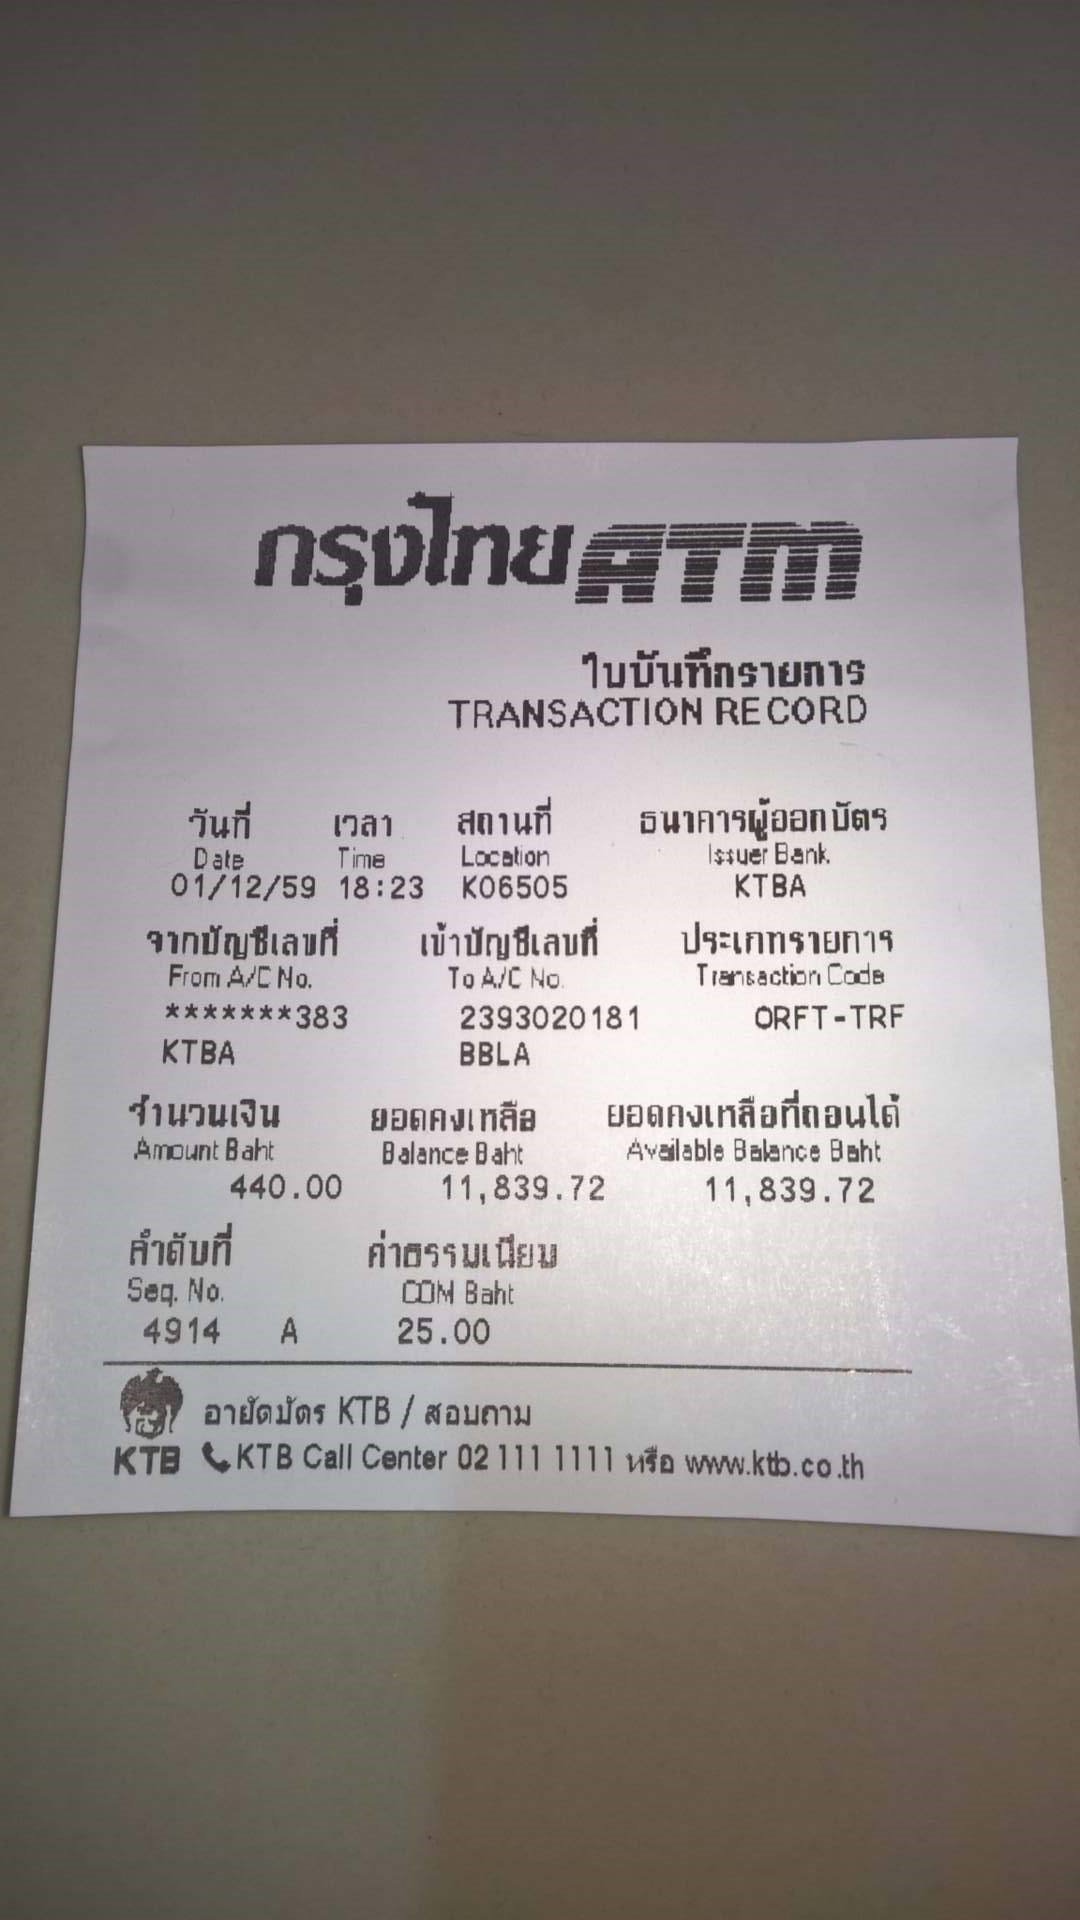 กรุงไทย ATM
ใบบันทึกรายการ
TRANSACTION RECORD
วันที่ เวลา สถานที่ ธนาคารผู้ออกบัตร
Date Time Location Issuer Bank
01/12/59 18:23 K06505 KTBA
จากบัญชีเลขที่ เข้าบัญชีเลขที่ ประเภทรายการ
From A/C No. To A/C No. Transaction Code
*******383 2393020181 ORFT-TRF
KTBA BBLA
จำนวนเงิน ยอดคงเหลือ ยอดคงเหลือที่ถอนได้
Amount Baht Balance Baht Available Balance Baht
440.00 11,839.72 11,839.72
ลำดับที่ ค่าธรรมเนียม
Seq. No. COM Baht
4914 A 25.00
อายัดบัตร KTB / สอบถาม
KTB KTB Call Center 02 111 1111 หรือ www.ktb.co.th